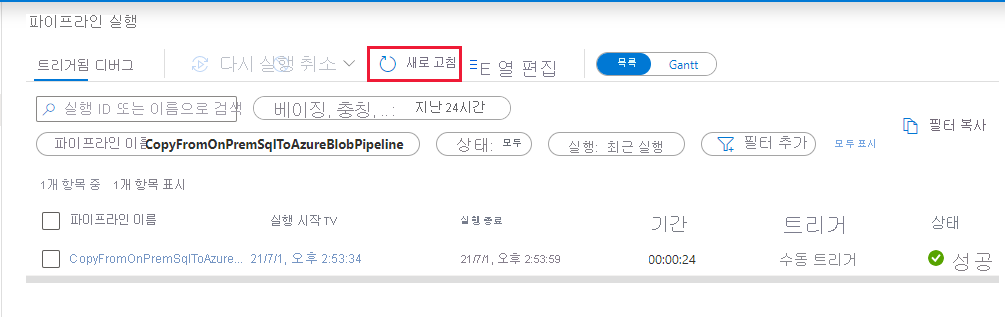 파이프라인 실행
트리거됨 디버그 다시 실행 취소 새로 고침 E 열 편집 목록 Gantt
실행 ID 또는 이름으로 검색 베이징, 충칭, ... : 지난 24시간
필터 복사
파이프라인 이름 CopyFromOnPremSqlToAzureBlobPipeline 상태: 모두 실행: 최근 실행 필터 추가 모두 표시
1개 항목 중 1개 항목 표시
파이프라인 이름 실행 시작 TV 실행 종료 기간 트리거 상태
CopyFromOnPremSqlToAzure... 21/7/1, 오후 2:53:34 21/7/1, 오후 2:53:59 00:00:24 수동 트리거 성공